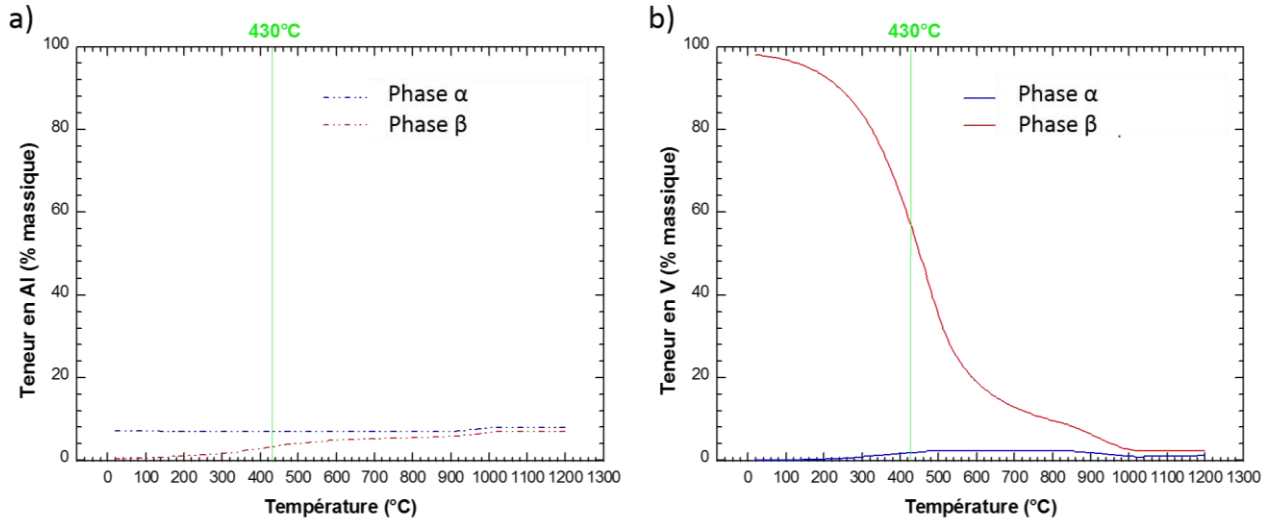 a)
430°C
100
80
60
40
20
0
Teneur en Al (% massique)
Phase α
Phase β
0 100 200 300 400 500 600 700 800 900 1000 1100 1200 1300
Température (°C)
b)
430°C
100
80
60
40
20
0
Teneur en V (% massique)
Phase α
Phase β
0 100 200 300 400 500 600 700 800 900 1000 1100 1200 1300
Température (°C)